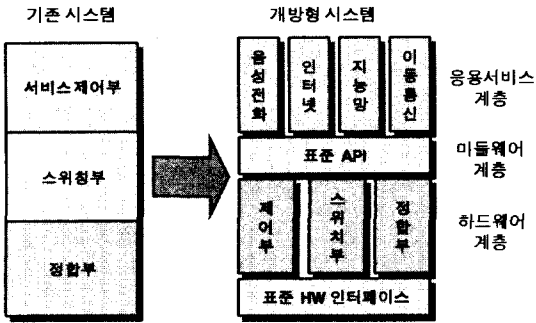 기존 시스템
개방형 시스템
서비스 제어부
스위칭부
정합부
음성전화
인터넷
지능망
이동통신
응용서비스
계층
표준 API
미들웨어
계층
제어부
스위치부
정합부
하드웨어
계층
표준 HW 인터페이스